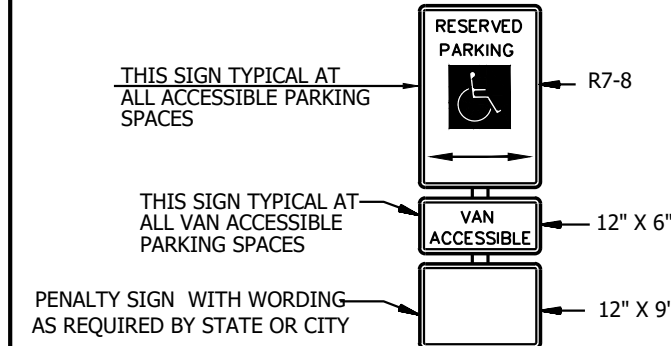 RESERVED
PARKING
THIS SIGN TYPICAL AT
ALL ACCESSIBLE PARKING
SPACES
R7-8
THIS SIGN TYPICAL AT
ALL VAN ACCESSIBLE
PARKING SPACES
VAN
ACCESSIBLE
12" X 6"
PENALTY SIGN WITH WORDING
AS REQUIRED BY STATE OR CITY
12" X 9"